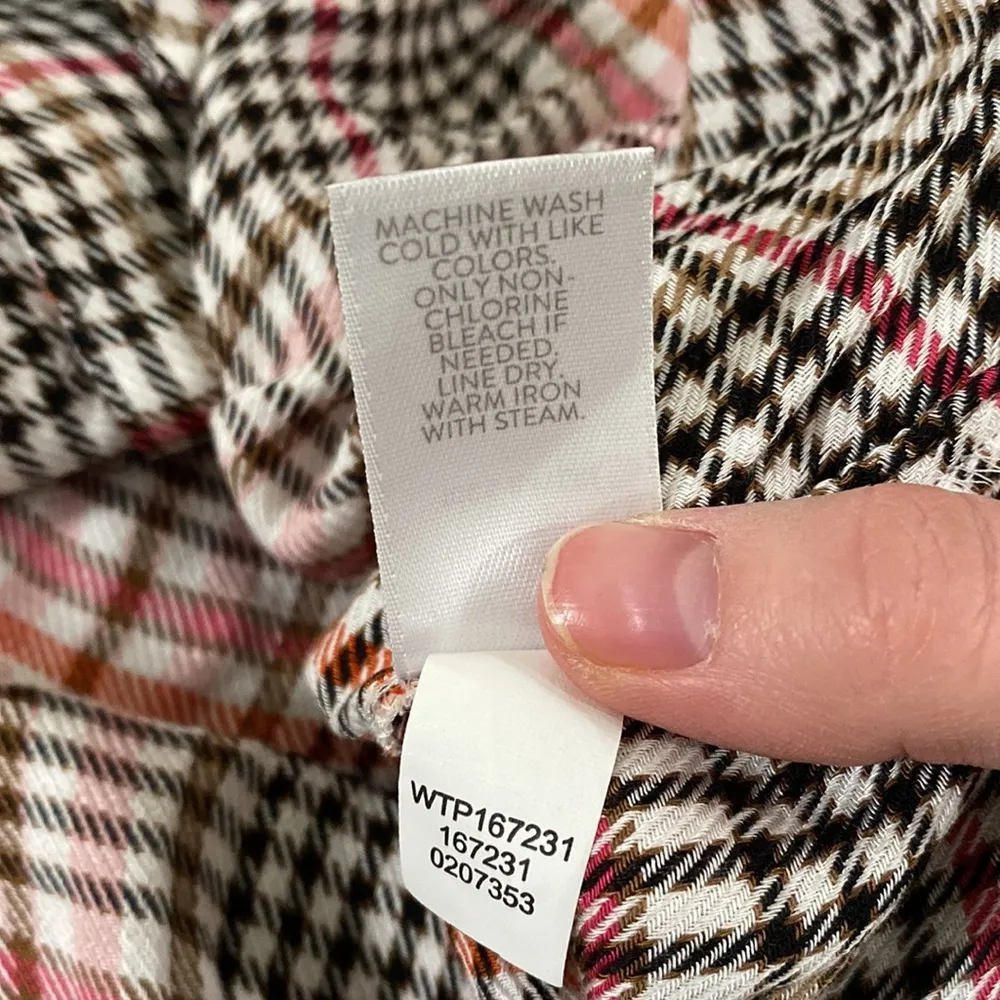 MACHINE WASH
COLD WITH LIKE
COLORS.
ONLY NON-
CHLORINE
BLEACH IF
NEEDED.
LINE DRY.
WARM IRON
WITH STEAM.
WTP167231
167231
0207353